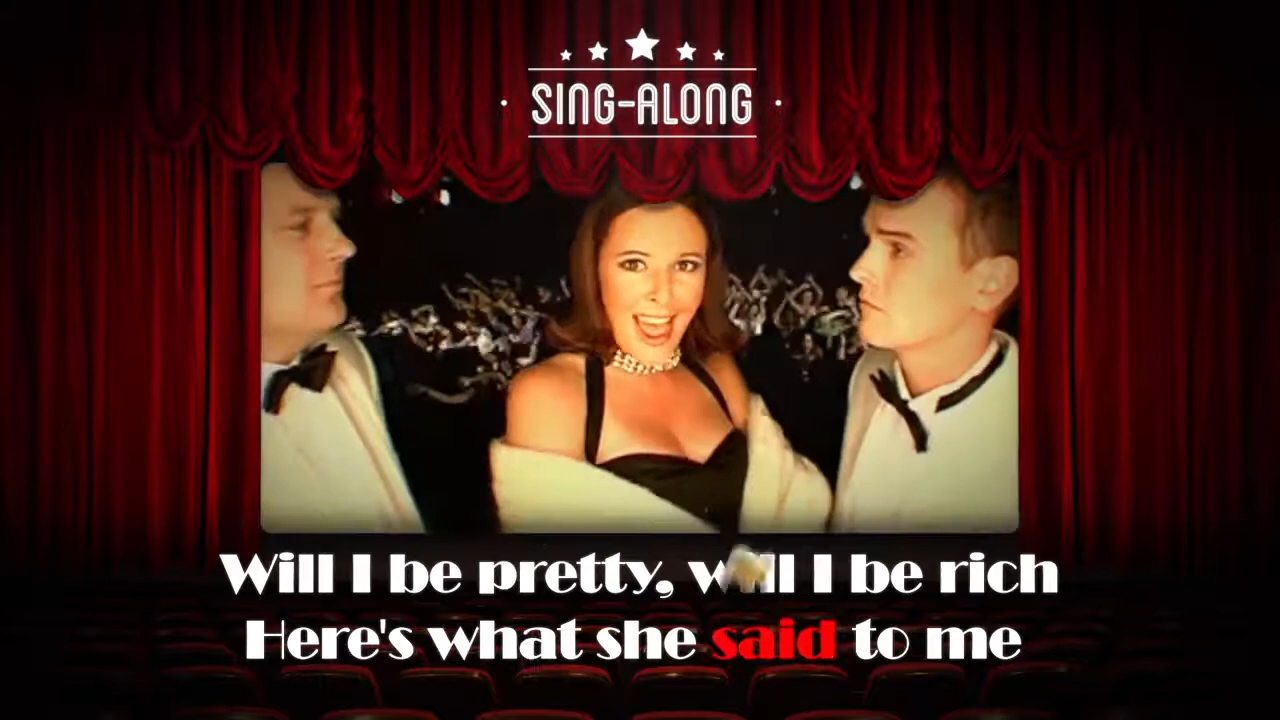 SING-ALONG
Will I be pretty, will I be rich
Here's what she said to me